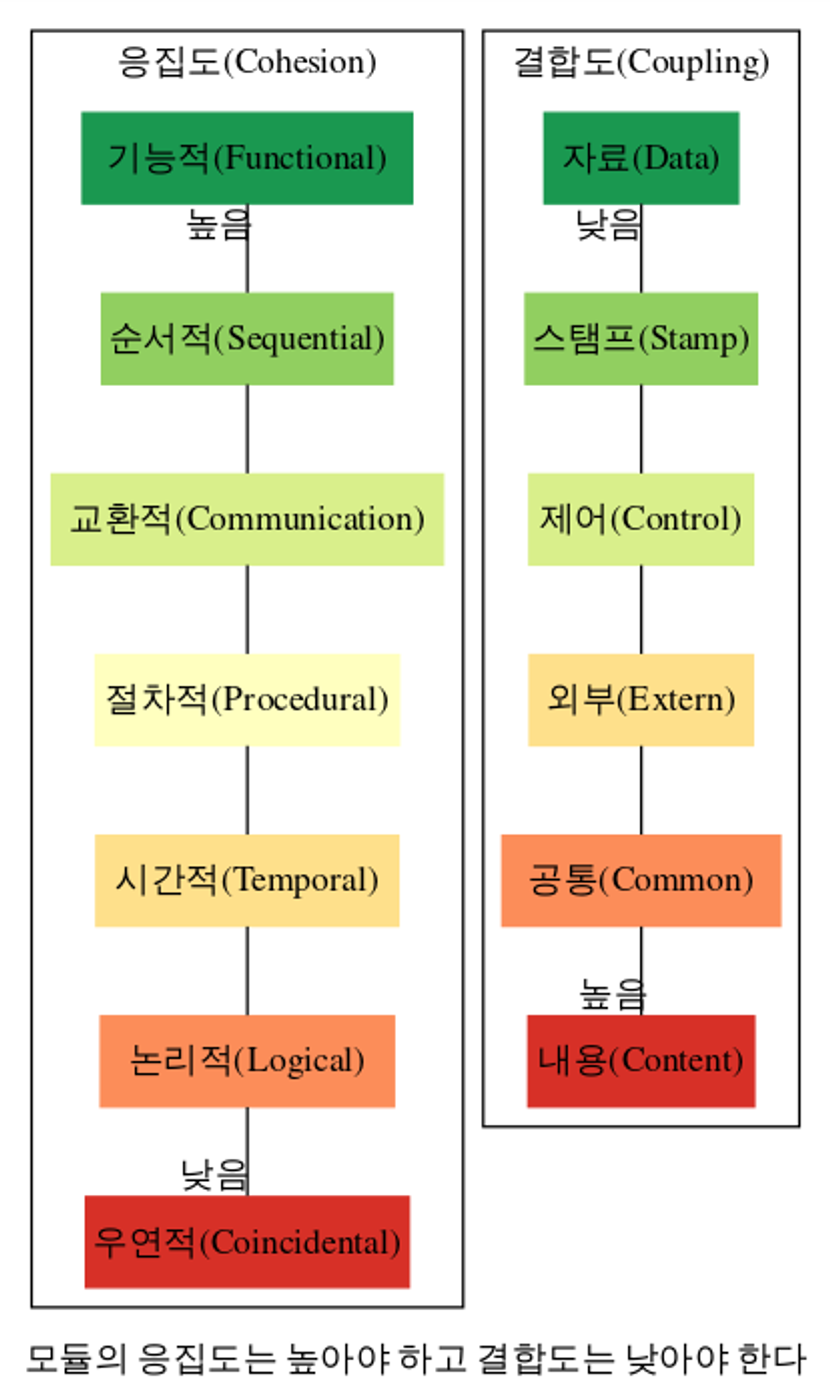 응집도(Cohesion)
기능적(Functional)
높음
순서적(Sequential)
교환적(Communication)
절차적(Procedural)
시간적(Temporal)
논리적(Logical)
낮음
우연적(Coincidental)
결합도(Coupling)
자료(Data)
낮음
스탬프(Stamp)
제어(Control)
외부(Extern)
공통(Common)
높음
내용(Content)
모듈의 응집도는 높아야 하고 결합도는 낮아야 한다